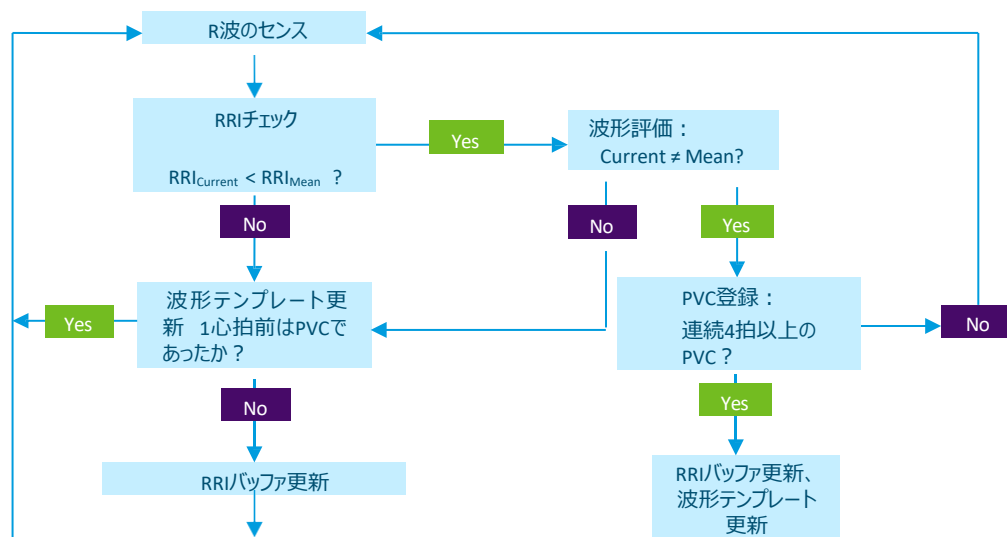 R波のセンス
RRIチェック
RRICurrent < RRIMean ?
Yes
波形評価：
Current ≠ Mean?
No
No
Yes
波形テンプレート更
新 1心拍前はPVCで
あったか？
Yes
PVC登録：
連続4拍以上の
PVC？
No
No
Yes
RRIバッファ更新
RRIバッファ更新、
波形テンプレート
更新